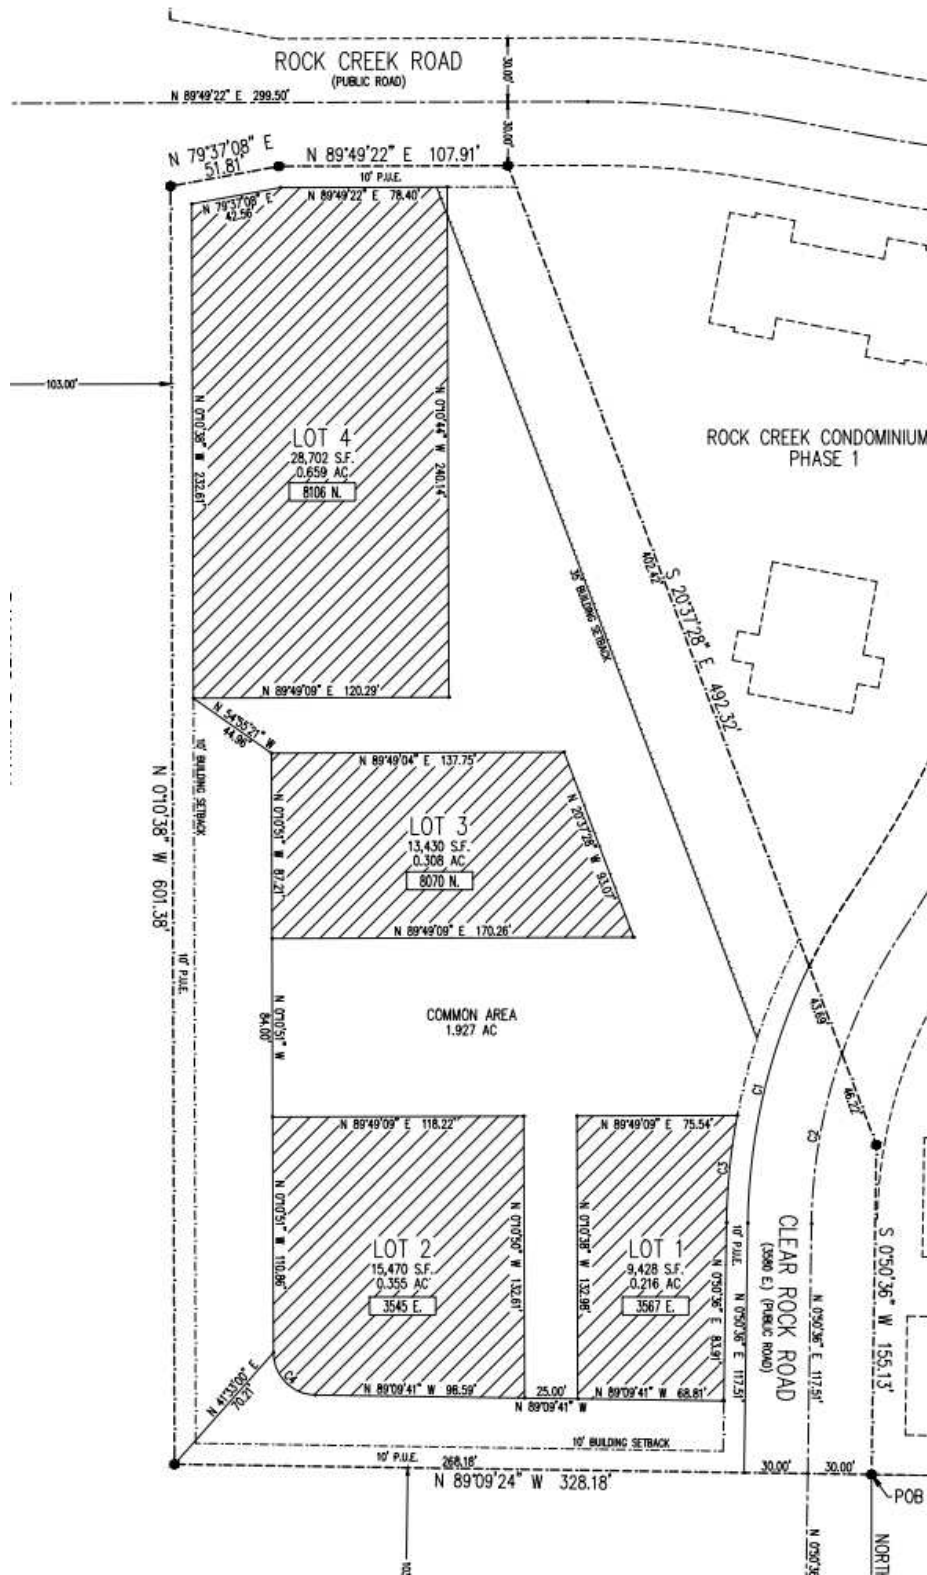 ROCK CREEK ROAD
(PUBLIC ROAD)
30.00'
N 89°49'22" E 299.50'
30.00'
N 79°37'08" E
51.81'
N 89°49'22" E 107.91'
10' P.U.E.
N 79°37'08" E
42.56'
N 89°49'22" E 78.40'
103.00'
N 0°10'38" W 232.61'
LOT 4
28,702 S.F.
0.659 AC
8106 N.
N 0°10'44" W 240.14'
ROCK CREEK CONDOMINIUM
PHASE 1
35' BUILDING SETBACK
402.42'
S 20°37'28" E 492.32'
N 89°49'09" E 120.29'
N 54°55'21" W
44.96'
10' BUILDING SETBACK
N 0°10'38" W 601.38'
10' P.U.E.
N 89°49'04" E 137.75'
N 0°10'51" W 87.21'
LOT 3
13,430 S.F.
0.308 AC
8070 N.
N 20°37'28" W 93.07'
N 89°49'09" E 170.26'
N 0°10'51" W
84.00'
COMMON AREA
1.927 AC
43.69'
46.22'
C1
C2
C3
N 89°49'09" E 118.22'
N 89°49'09" E 75.54'
N 0°10'51" W 110.86'
LOT 2
15,470 S.F.
0.355 AC
3545 E.
N 0°10'50" W 132.61'
N 0°10'38" W 132.98'
LOT 1
9,428 S.F.
0.216 AC
3567 E.
N 0°50'36" E 83.91'
10' P.U.E.
N 0°50'36" E 117.51'
CLEAR ROCK ROAD
(3580 E.) (PUBLIC ROAD)
N 0°50'36" E 117.51'
S 0°50'36" W 155.13'
N 41°33'00" E
70.21'
C4
N 89°09'41" W 98.59'
25.00'
N 89°09'41" W
N 89°09'41" W 68.81'
10' BUILDING SETBACK
10' P.U.E.
268.18'
30.00'
30.00'
N 89°09'24" W 328.18'
POB
N 0°50'36"
NORTH